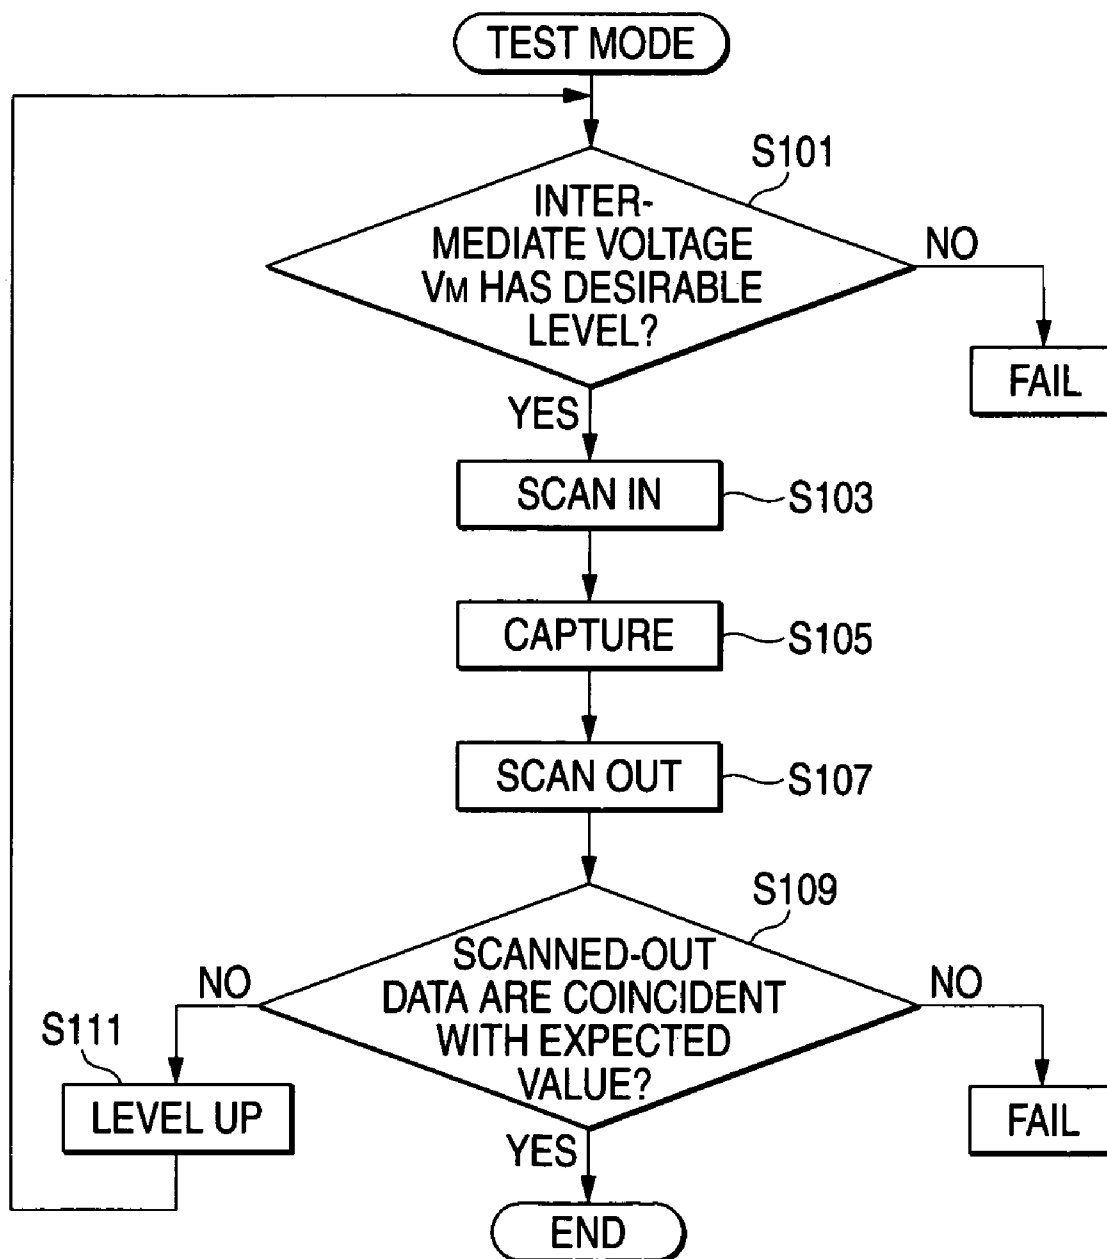 TEST MODE
S101
INTER-
MEDIATE VOLTAGE
VM HAS DESIRABLE
LEVEL?
NO
FAIL
YES
SCAN IN
S103
CAPTURE
S105
SCAN OUT
S107
S109
SCANNED-OUT
DATA ARE COINCIDENT
WITH EXPECTED
VALUE?
NO
NO
S111
LEVEL UP
FAIL
YES
END